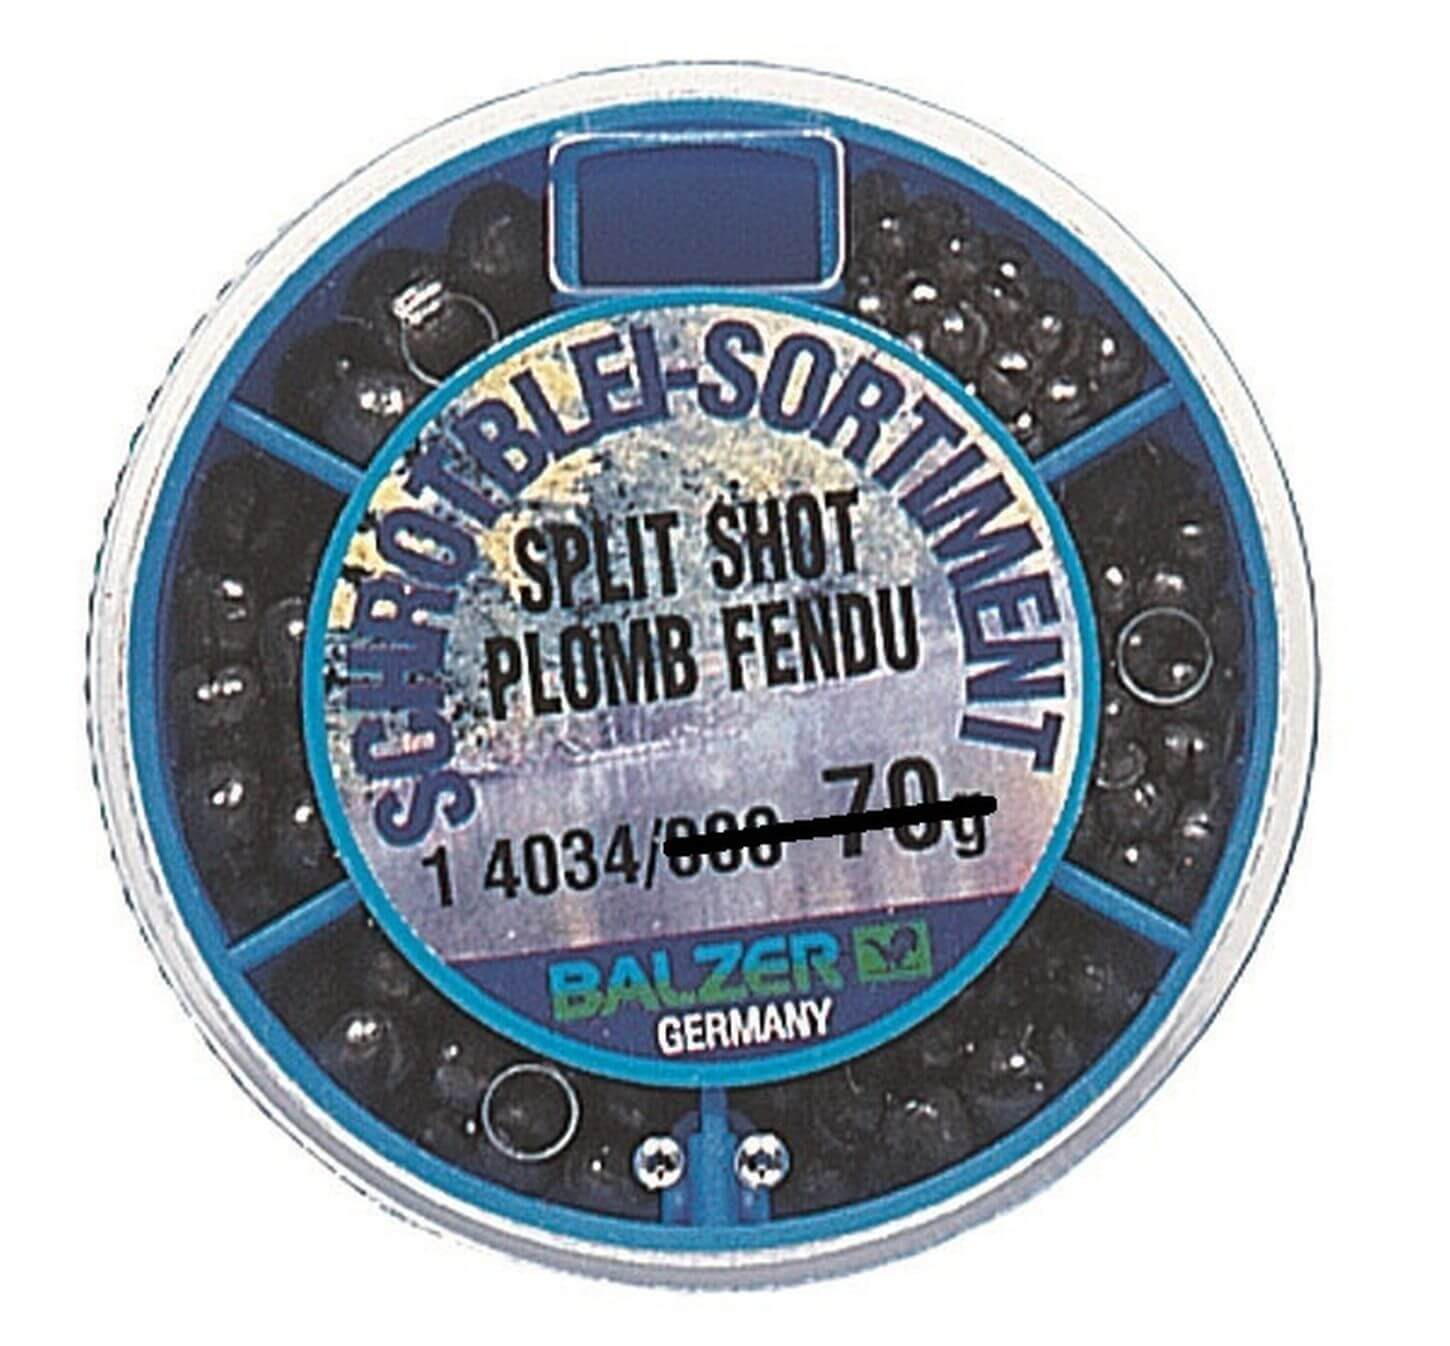 SCHROTBLEI-SORTIMENT
SPLIT SHOT
PLOMB FENDU
1 4034/000 70g
BALZER
GERMANY